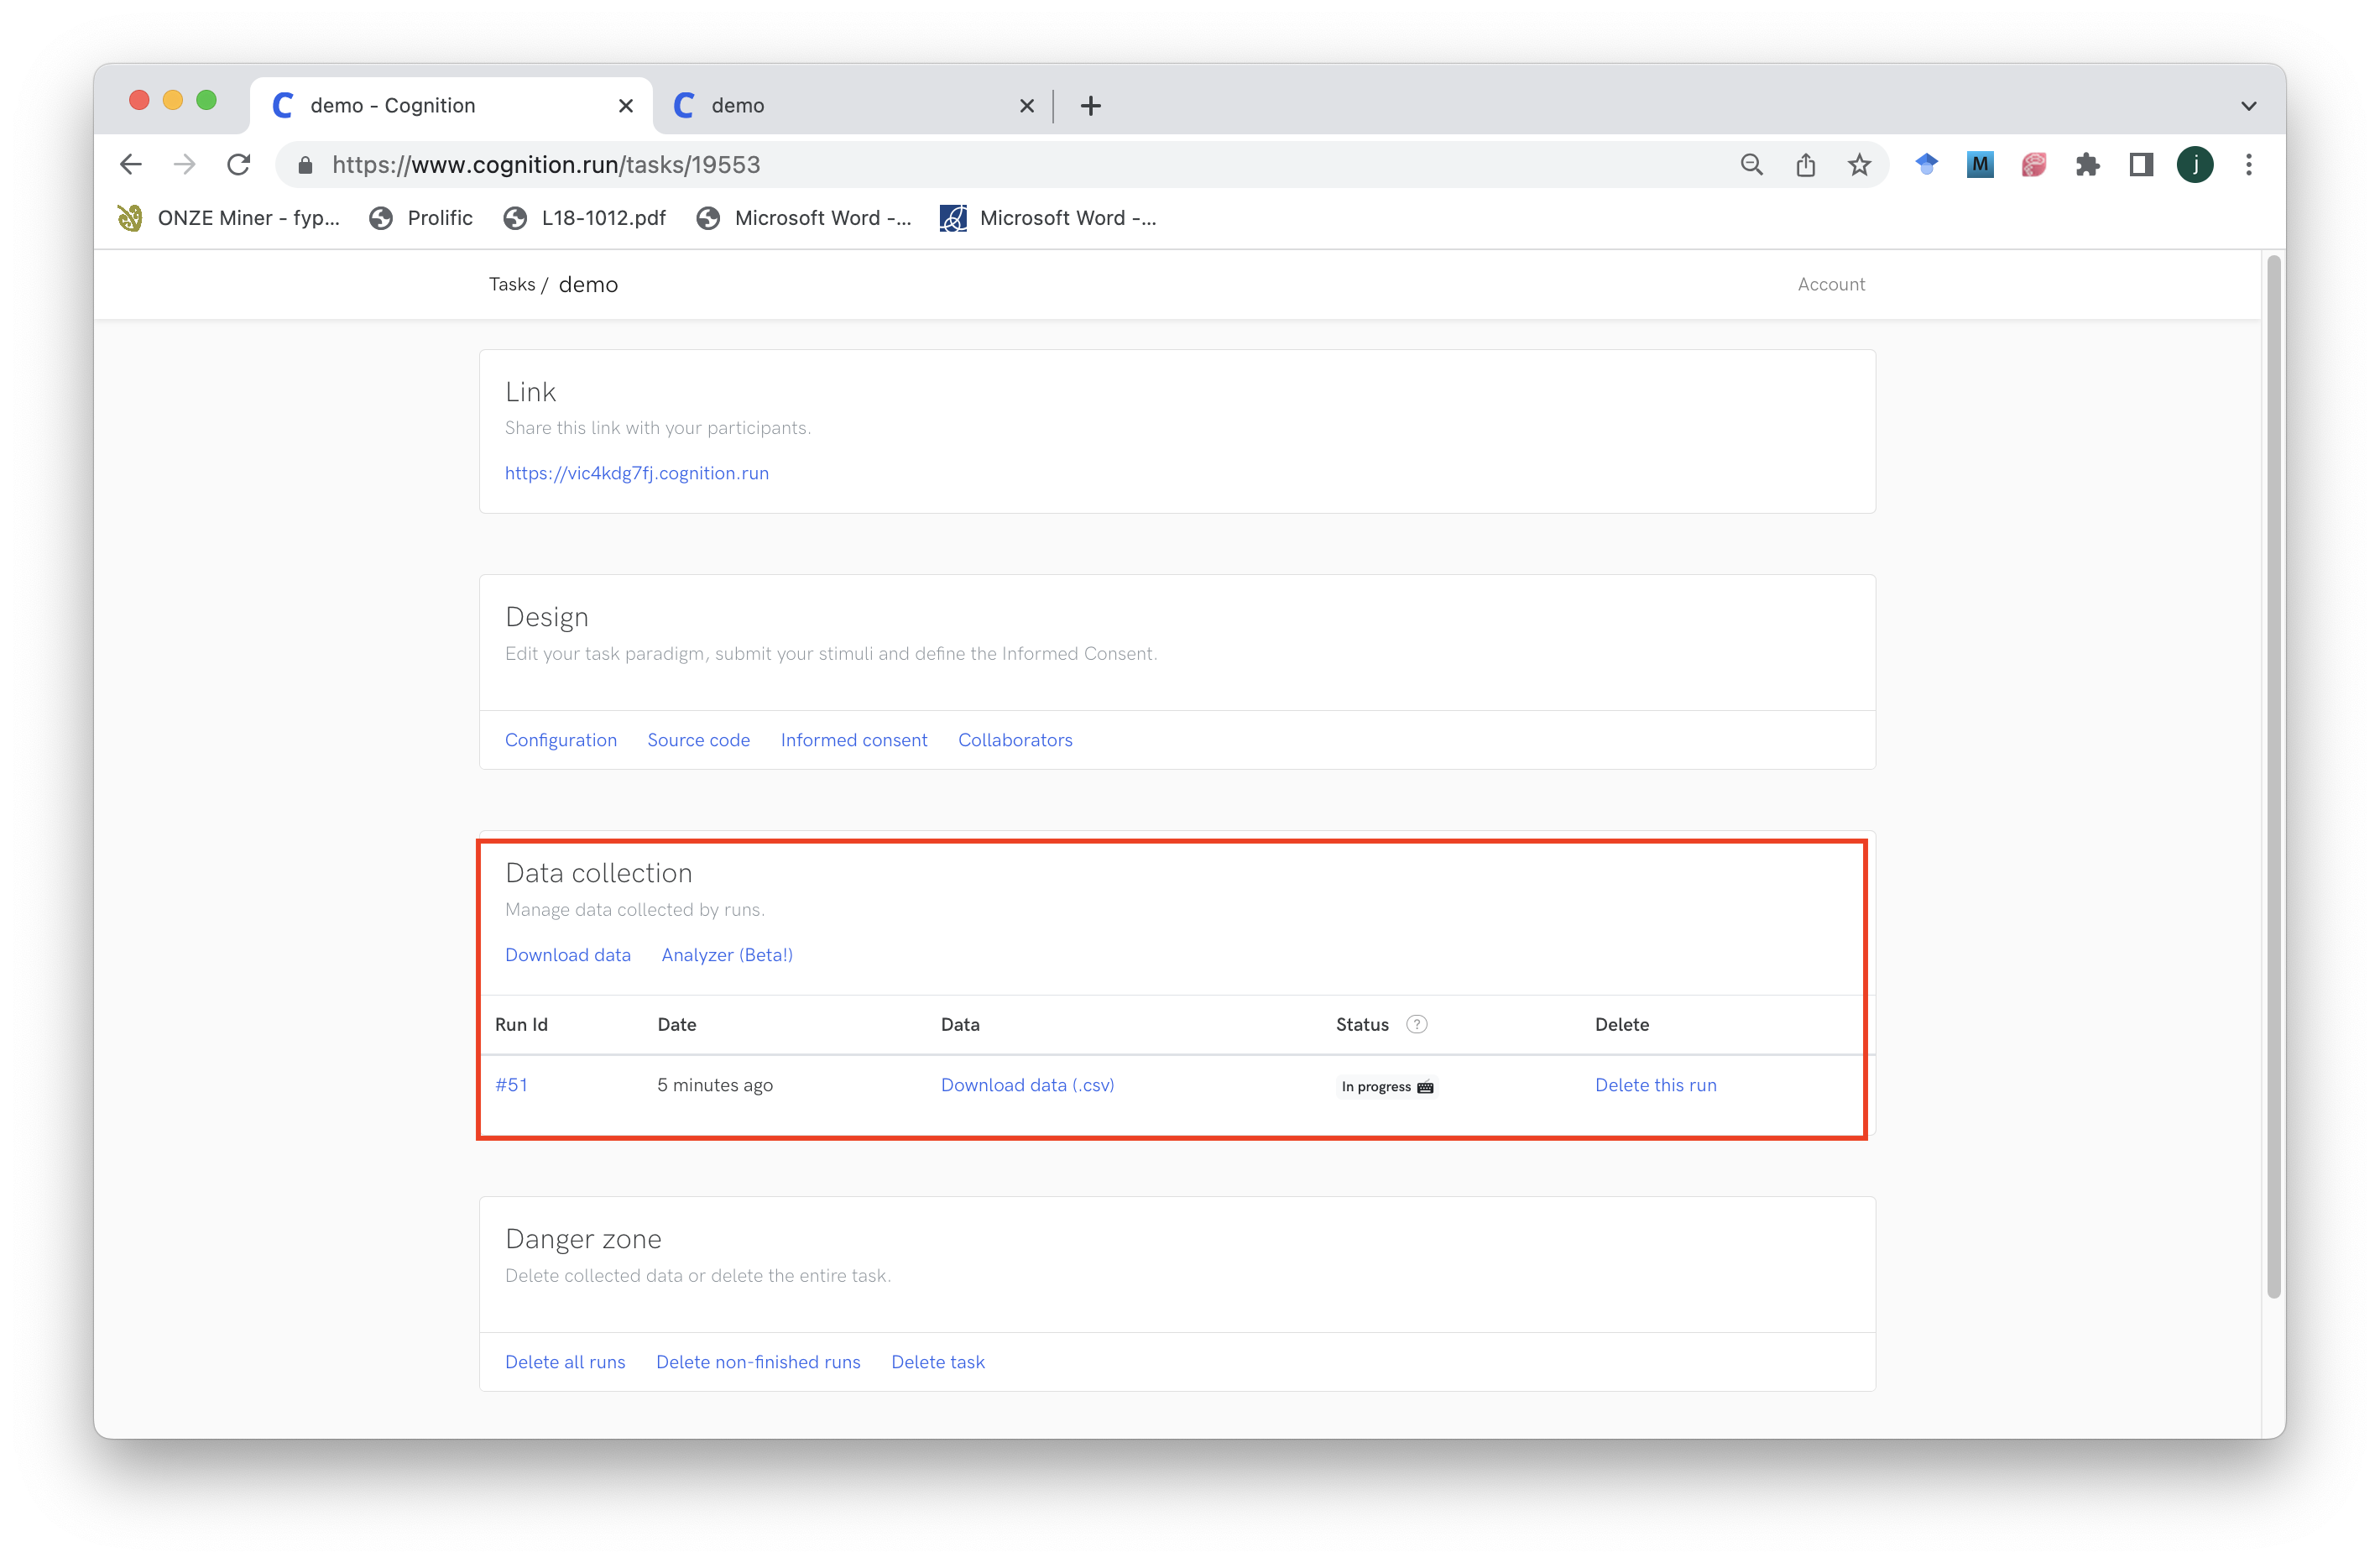 demo - Cognition
demo
https://www.cognition.run/tasks/19553
M
j
ONZE Miner - fyp...
Prolific
L18-1012.pdf
Microsoft Word -...
Microsoft Word -...
Tasks / demo
Account
Link
Share this link with your participants.
https://vic4kdg7fj.cognition.run
Design
Edit your task paradigm, submit your stimuli and define the Informed Consent.
Configuration Source code Informed consent Collaborators
Data collection
Manage data collected by runs.
Download data Analyzer (Beta!)
Run Id Date Data Status ? Delete
#51 5 minutes ago Download data (.csv) In progress Delete this run
Danger zone
Delete collected data or delete the entire task.
Delete all runs Delete non-finished runs Delete task